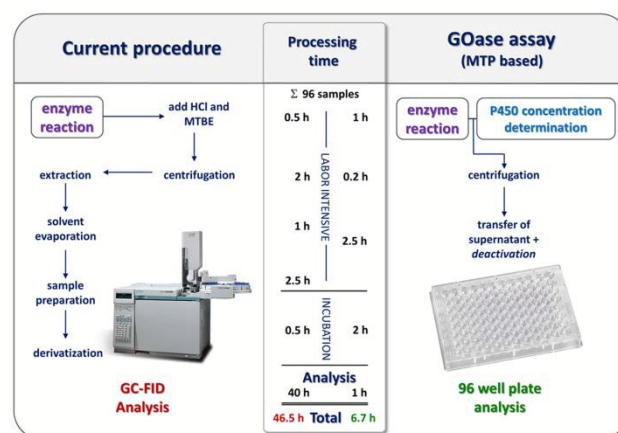 Current procedure
enzyme
reaction
add HCl and
MTBE
extraction
centrifugation
solvent
evaporation
sample
preparation
derivatization
GC-FID
Analysis
Processing
time
Σ 96 samples
0.5 h 1 h
2 h 0.2 h
1 h
2.5 h
2.5 h
LABOR INTENSIVE
0.5 h 2 h
INCUBATION
Analysis
40 h 1 h
46.5 h Total 6.7 h
GOase assay
(MTP based)
enzyme
reaction
P450 concentration
determination
centrifugation
transfer of
supernatant +
deactivation
96 well plate
analysis